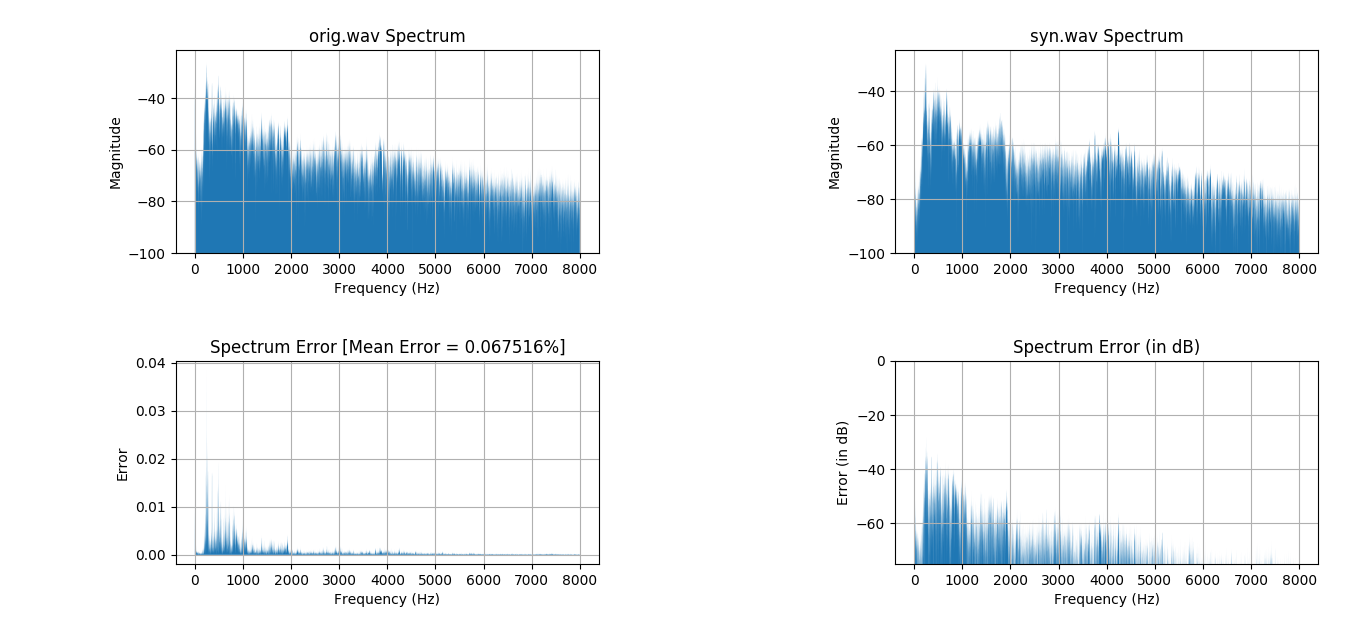 orig.wav Spectrum
Magnitude
−40
−60
−80
−100
0 1000 2000 3000 4000 5000 6000 7000 8000
Frequency (Hz)
syn.wav Spectrum
Magnitude
−40
−60
−80
−100
0 1000 2000 3000 4000 5000 6000 7000 8000
Frequency (Hz)
Spectrum Error [Mean Error = 0.067516%]
Error
0.04
0.03
0.02
0.01
0.00
0 1000 2000 3000 4000 5000 6000 7000 8000
Frequency (Hz)
Spectrum Error (in dB)
Error (in dB)
0
−20
−40
−60
0 1000 2000 3000 4000 5000 6000 7000 8000
Frequency (Hz)